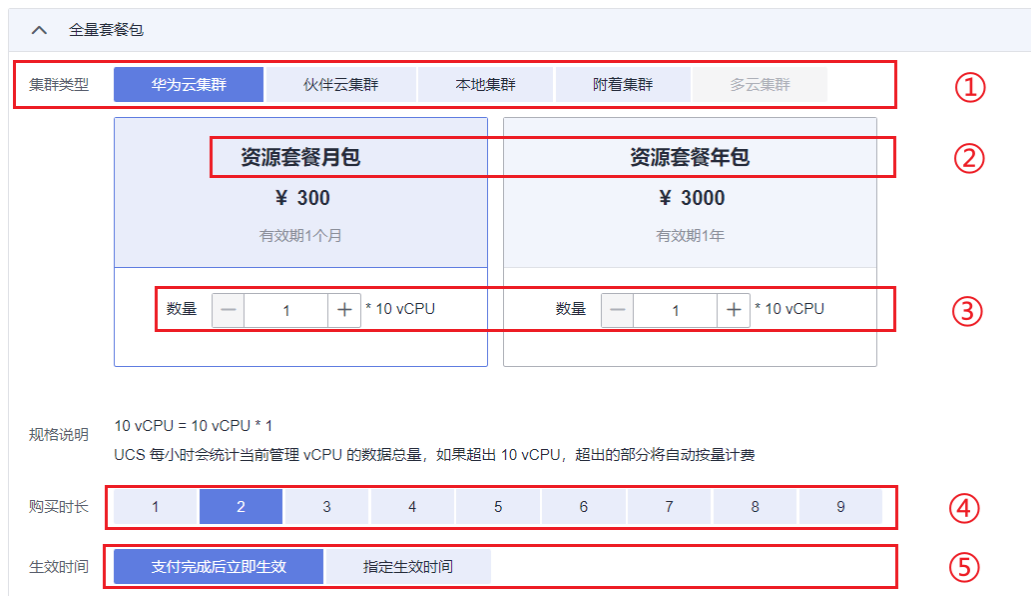 全量套餐包
集群类型 华为云集群 伙伴云集群 本地集群 附着集群 多云集群 ①
资源套餐月包 资源套餐年包 ②
¥ 300 ¥ 3000
有效期1个月 有效期1年
数量 — 1 + * 10 vCPU 数量 — 1 + * 10 vCPU ③
规格说明 10 vCPU = 10 vCPU * 1
UCS 每小时会统计当前管理 vCPU 的数据总量，如果超出 10 vCPU，超出的部分将自动按量计费
购买时长 1 2 3 4 5 6 7 8 9 ④
生效时间 支付完成后立即生效 指定生效时间 ⑤